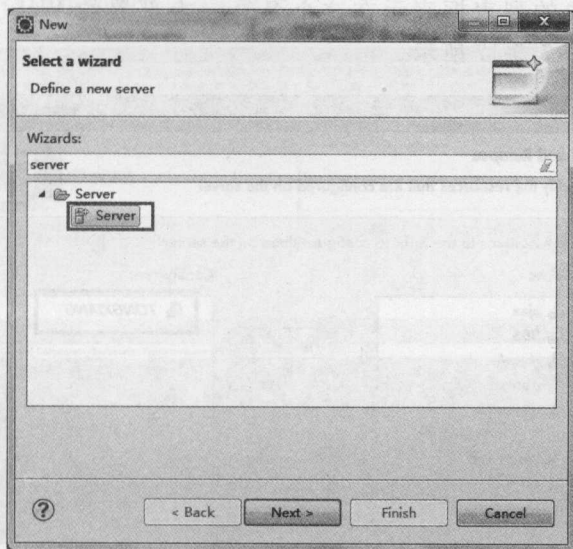 New
Select a wizard
Define a new server
Wizards:
server
Server
Server
< Back
Next >
Finish
Cancel